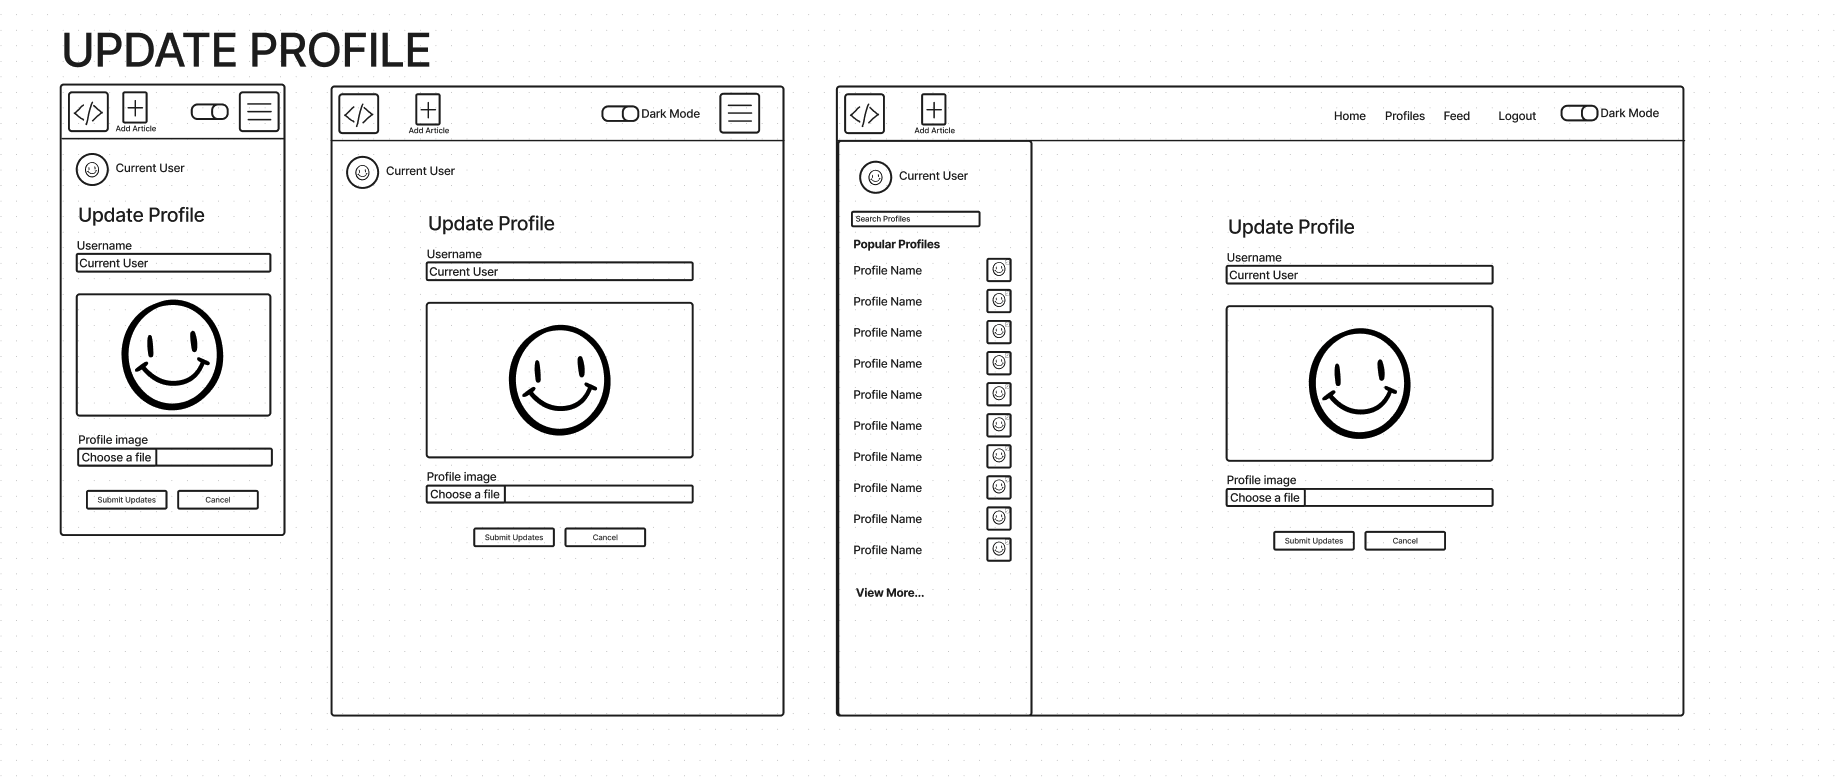 UPDATE PROFILE
</>
Add Article
Current User
Update Profile
Username
Current User
Profile image
Choose a file
Submit Updates Cancel
</>
Add Article
Dark Mode
Current User
Update Profile
Username
Current User
Profile image
Choose a file
Submit Updates Cancel
</>
Add Article
Home Profiles Feed Logout Dark Mode
Current User
Search Profiles
Popular Profiles
Profile Name
Profile Name
Profile Name
Profile Name
Profile Name
Profile Name
Profile Name
Profile Name
Profile Name
Profile Name
View More...
Update Profile
Username
Current User
Profile image
Choose a file
Submit Updates Cancel